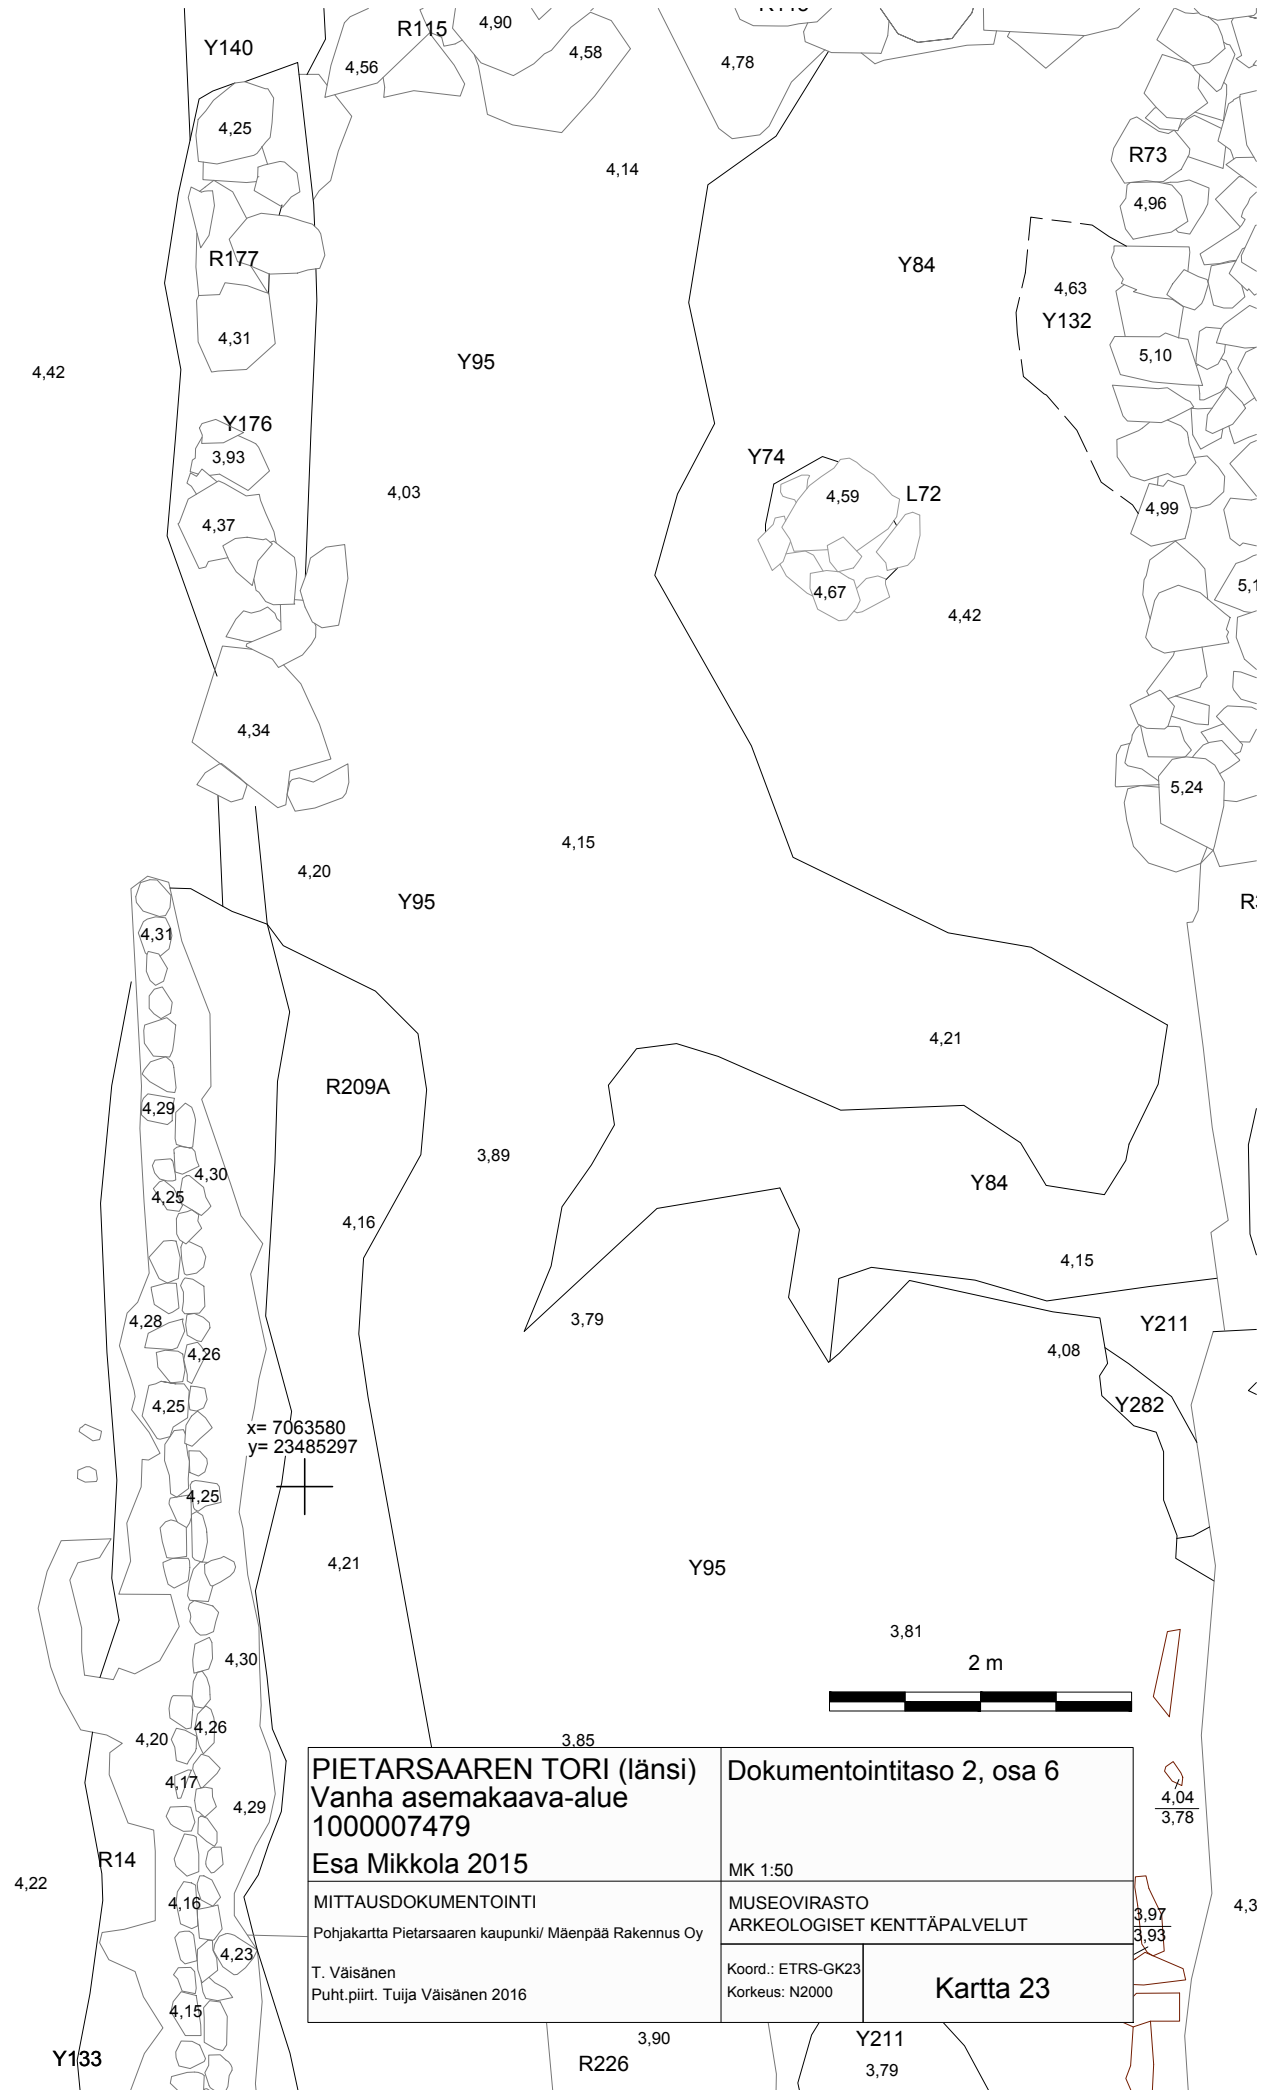 Y140
R115
4,90
4,56
4,58
4,78
4,25
4,14
R73
4,96
R177
Y84
4,63
Y132
4,31
5,10
Y95
4,42
Y176
3,93
Y74
4,59
L72
4,03
4,37
4,99
4,67
4,42
4,34
5,24
4,15
4,20
Y95
4,31
4,21
R209A
4,29
3,89
4,30
4,25
Y84
4,16
4,15
4,28
3,79
Y211
4,26
4,08
4,25
Y282
x= 7063580
y= 23485297
4,25
4,21
Y95
3,81
4,30
2 m
4,26
4,20
3,85
PIETARSAAREN TORI (länsi)
Vanha asemakaava-alue
1000007479
Esa Mikkola 2015
Dokumentointitaso 2, osa 6
MK 1:50
MITTAUSDOKUMENTOINTI
Pohjakartta Pietarsaaren kaupunki/ Mäenpää Rakennus Oy
T. Väisänen
Puht.piirt. Tuija Väisänen 2016
MUSEOVIRASTO
ARKEOLOGISET KENTTÄPALVELUT
Koord.: ETRS-GK23
Korkeus: N2000
Kartta 23
4,17
4,29
4,04
3,78
R14
4,22
4,16
3,97
3,93
4,23
4,15
Y133
3,90
R226
Y211
3,79